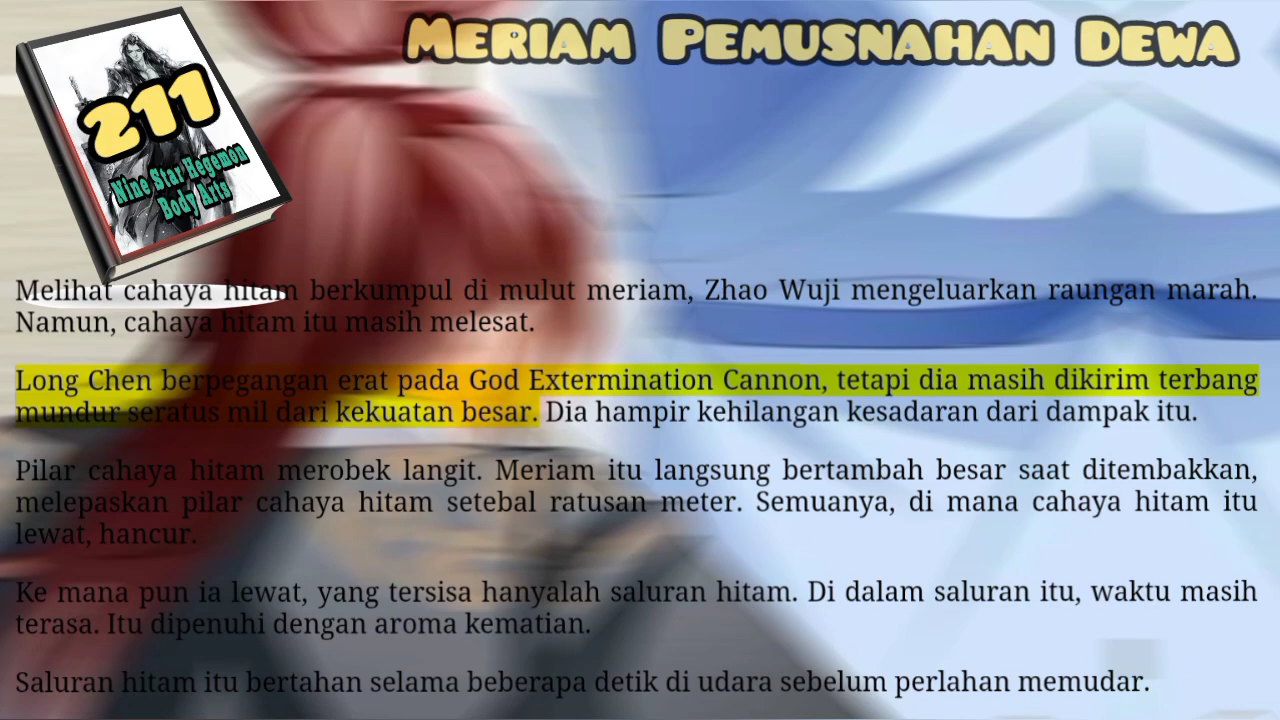 Meriam Pemusnahan Dewa
211
Nine Star Hegemon
Body Arts
Melihat cahaya hitam berkumpul di mulut meriam, Zhao Wuji mengeluarkan raungan marah.
Namun, cahaya hitam itu masih melesat.
Long Chen berpegangan erat pada God Extermination Cannon, tetapi dia masih dikirim terbang
mundur seratus mil dari kekuatan besar. Dia hampir kehilangan kesadaran dari dampak itu.
Pilar cahaya hitam merobek langit. Meriam itu langsung bertambah besar saat ditembakkan,
melepaskan pilar cahaya hitam setebal ratusan meter. Semuanya, di mana cahaya hitam itu
lewat, hancur.
Ke mana pun ia lewat, yang tersisa hanyalah saluran hitam. Di dalam saluran itu, waktu masih
terasa. Itu dipenuhi dengan aroma kematian.
Saluran hitam itu bertahan selama beberapa detik di udara sebelum perlahan memudar.